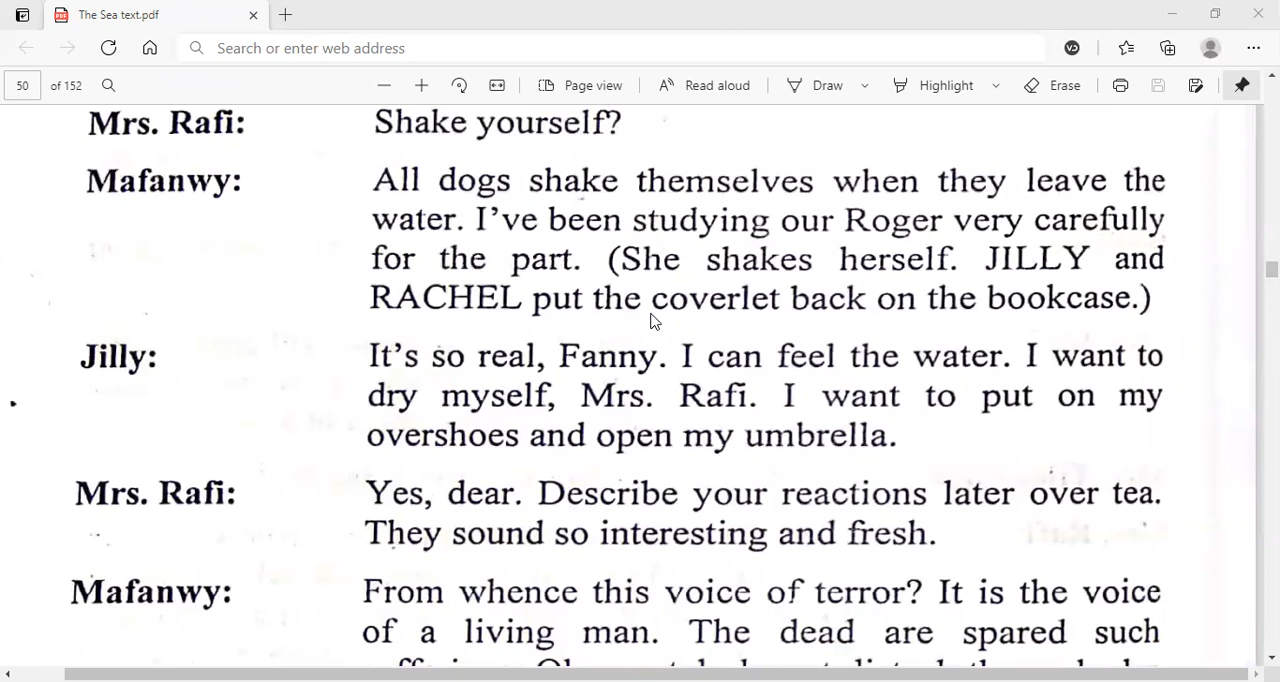 The Sea text.pdf
Search or enter web address
50 of 152 Page view Read aloud Draw Highlight Erase
Mrs. Rafi: Shake yourself?
Mafanwy: All dogs shake themselves when they leave the
water. I've been studying our Roger very carefully
for the part. (She shakes herself. JILLY and
RACHEL put the coverlet back on the bookcase.)
Jilly: It's so real, Fanny. I can feel the water. I want to
dry myself, Mrs. Rafi. I want to put on my
overshoes and open my umbrella.
Mrs. Rafi: Yes, dear. Describe your reactions later over tea.
They sound so interesting and fresh.
Mafanwy: From whence this voice of terror? It is the voice
of a living man. The dead are spared such